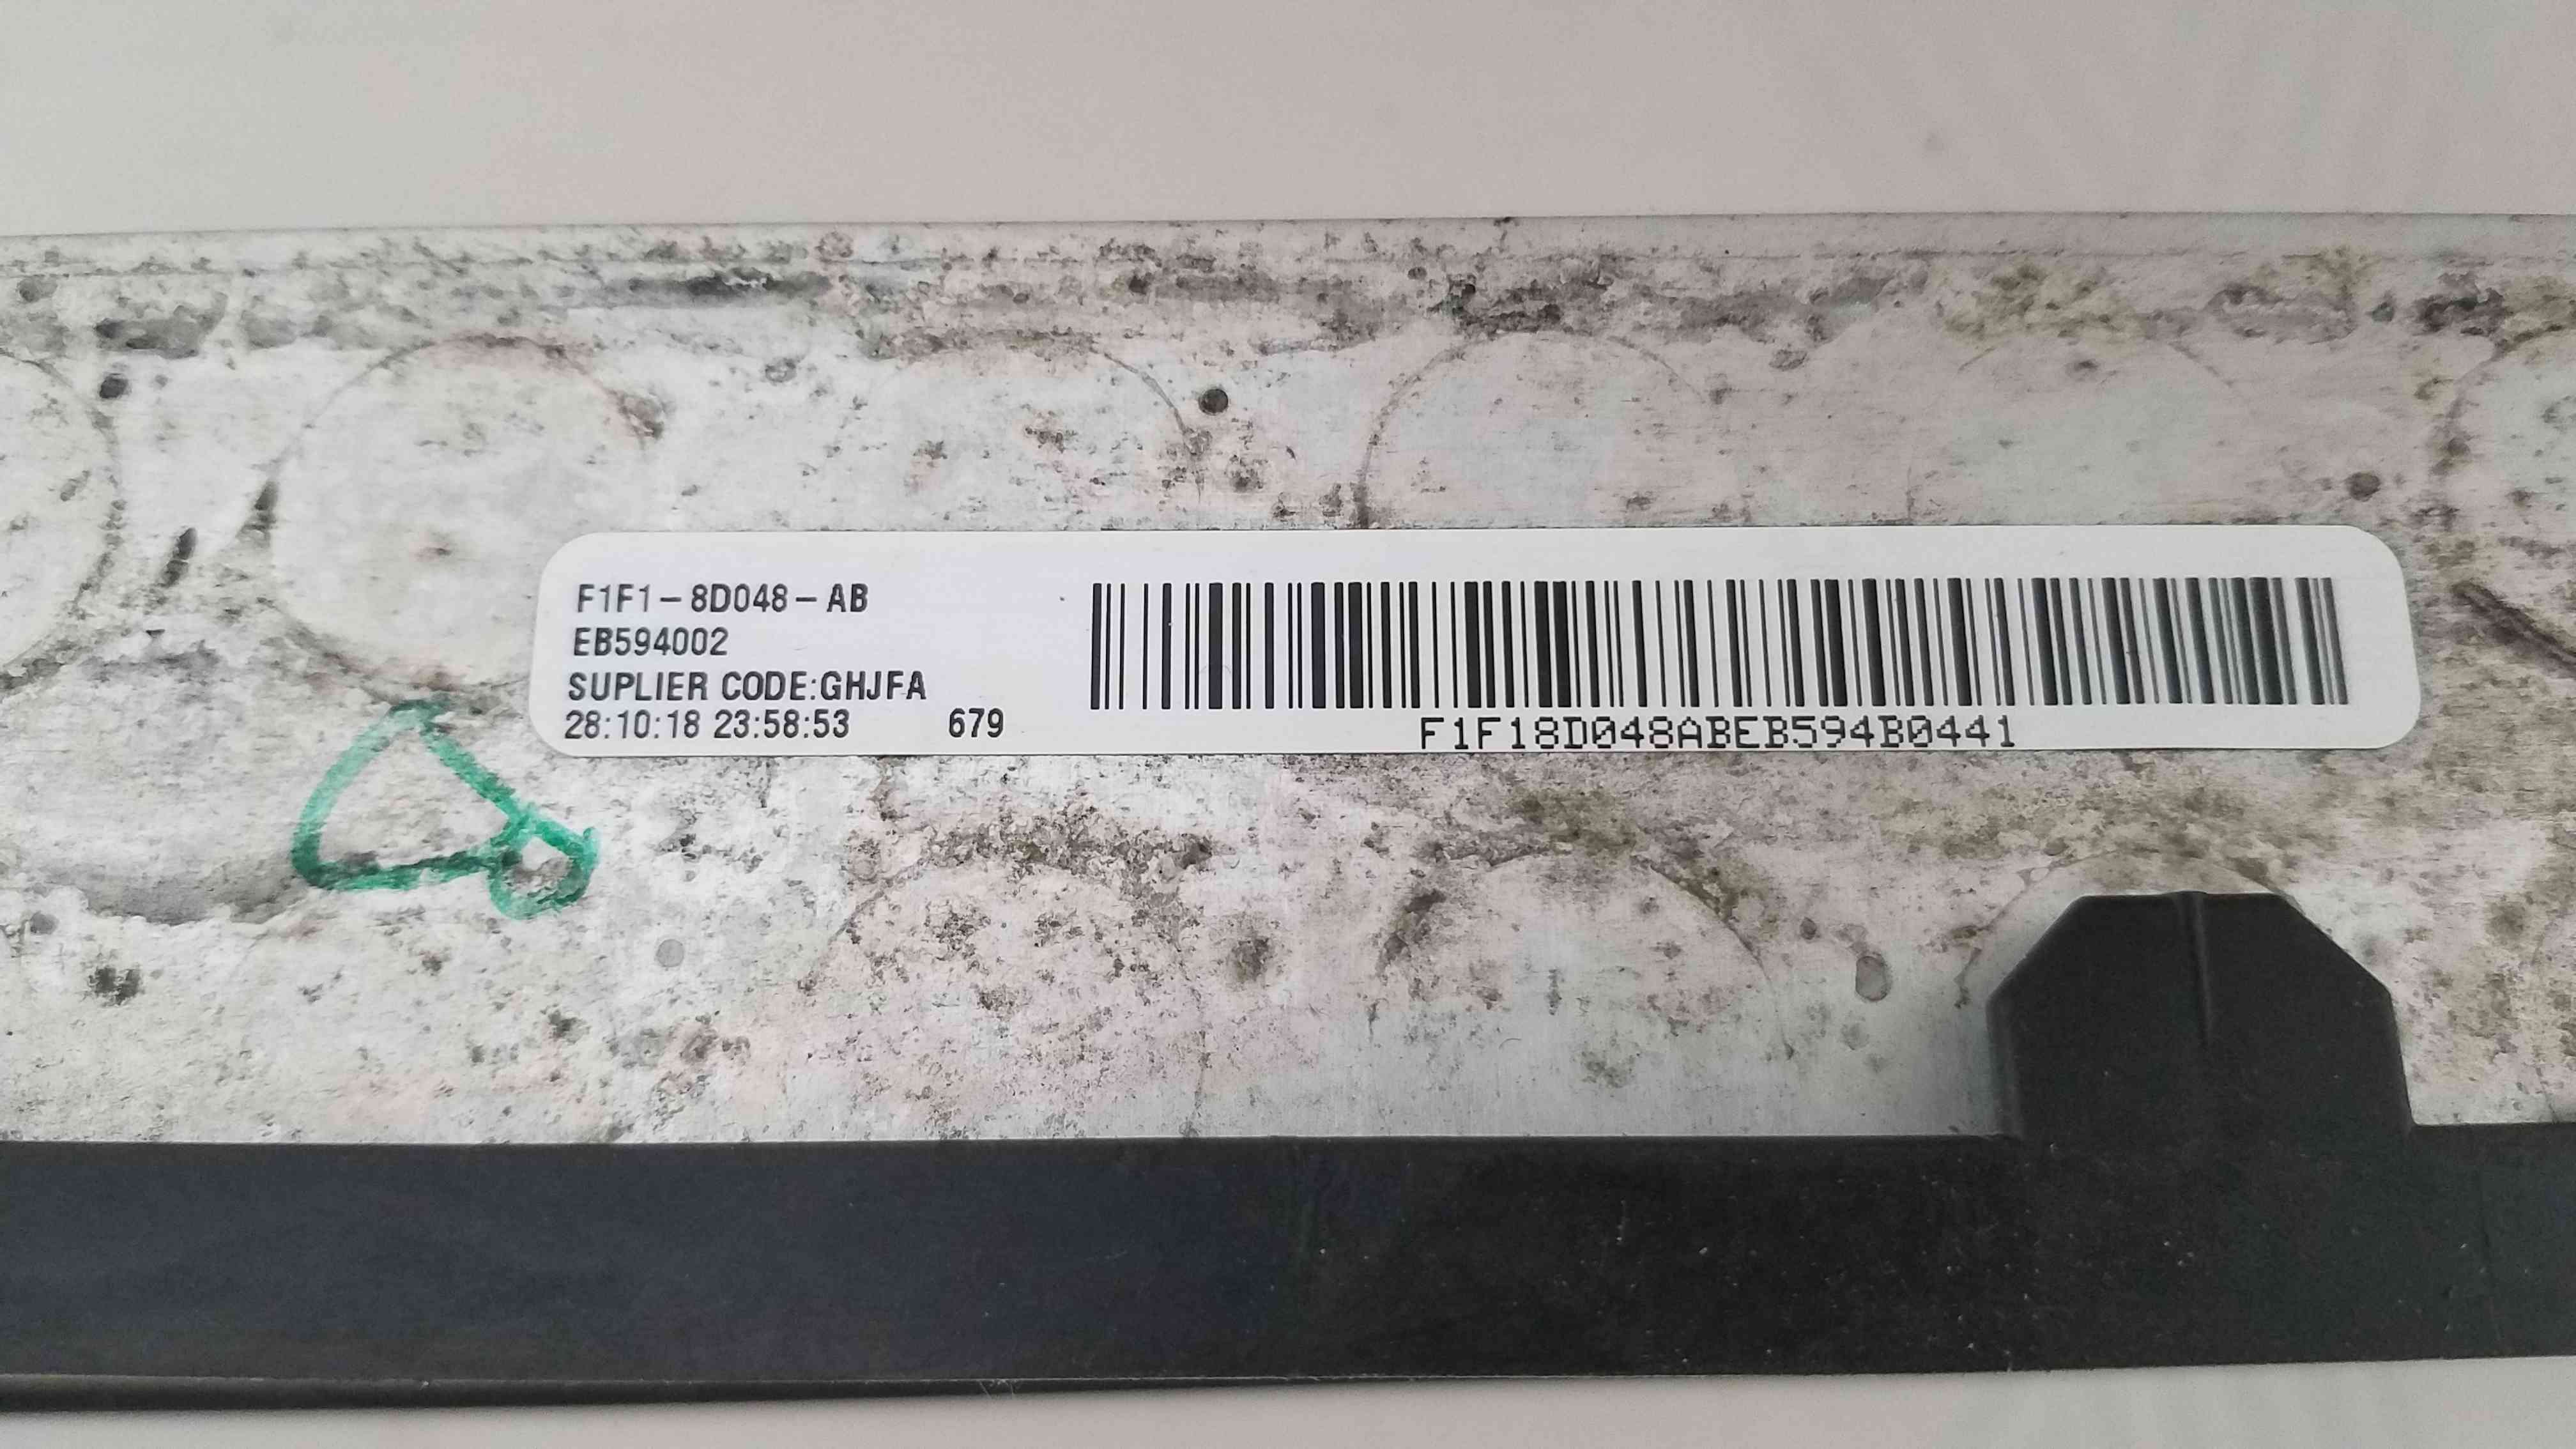 F1F1-8D048-AB
EB594002
SUPLIER CODE:GHJFA
28:10:18 23:58:53 679
F1F18D048ABEB594B0441